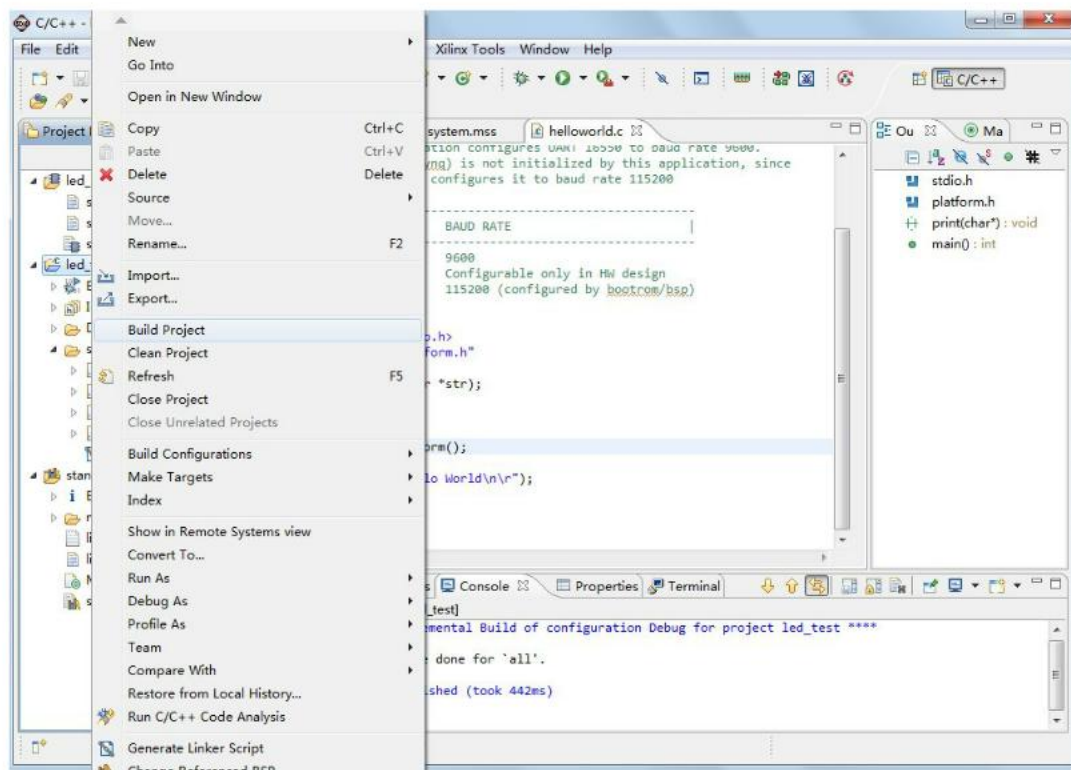 C/C++ -
File Edit
Xilinx Tools Window Help
C/C++
New
Go Into
Open in New Window
Copy Ctrl+C
Paste Ctrl+V
Delete Delete
Source
Move...
Rename... F2
Import...
Export...
Build Project
Clean Project
Refresh F5
Close Project
Close Unrelated Projects
Build Configurations
Make Targets
Index
Show in Remote Systems view
Convert To...
Run As
Debug As
Profile As
Team
Compare With
Restore from Local History...
Run C/C++ Code Analysis
Generate Linker Script
Change Referenced BSP
Project
led_
s
s
s
led_
s
stan
system.mss
helloworld.c
ation configures UART 16550 to baud rate 9600.
ynq) is not initialized by this application, since
configures it to baud rate 115200
----------------------------------------
BAUD RATE |
----------------------------------------
9600
Configurable only in HW design
115200 (configured by bootrom/bsp)
o.h>
form.h"
r *str);
orm();
lo World\n\r");
Ou
Ma
stdio.h
platform.h
print(char*) : void
main() : int
s Console Properties Terminal
_test]
emental Build of configuration Debug for project led_test ****
e done for `all'.
ished (took 442ms)